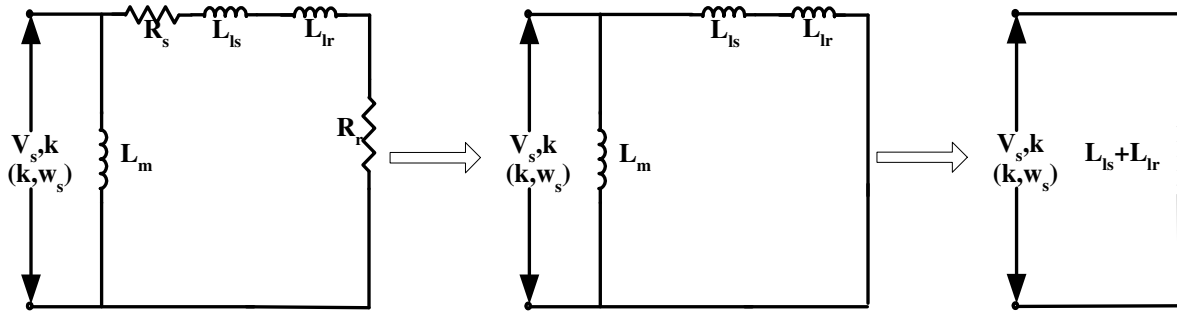 R_s L_ls L_lr
R_r
V_s,k
(k,w_s)
L_m
L_ls L_lr
V_s,k
(k,w_s)
L_m
V_s,k
(k,w_s)
L_ls+L_lr